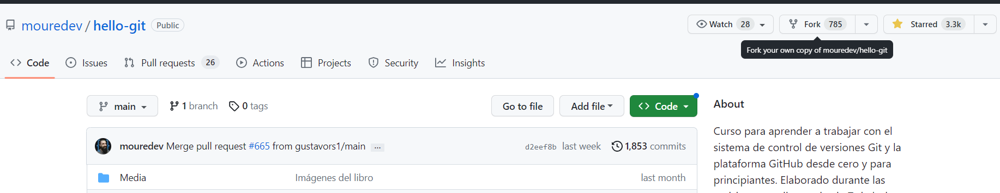 mouredev / hello-git Public
Watch 28 Fork 785 Starred 3.3k
Fork your own copy of mouredev/hello-git
Code Issues Pull requests 26 Actions Projects Security Insights
main 1 branch 0 tags Go to file Add file Code
mouredev Merge pull request #665 from gustavors1/main ... d2eef8b last week 1,853 commits
Media Imágenes del libro last month
About
Curso para aprender a trabajar con el
sistema de control de versiones Git y la
plataforma GitHub desde cero y para
principiantes. Elaborado durante las